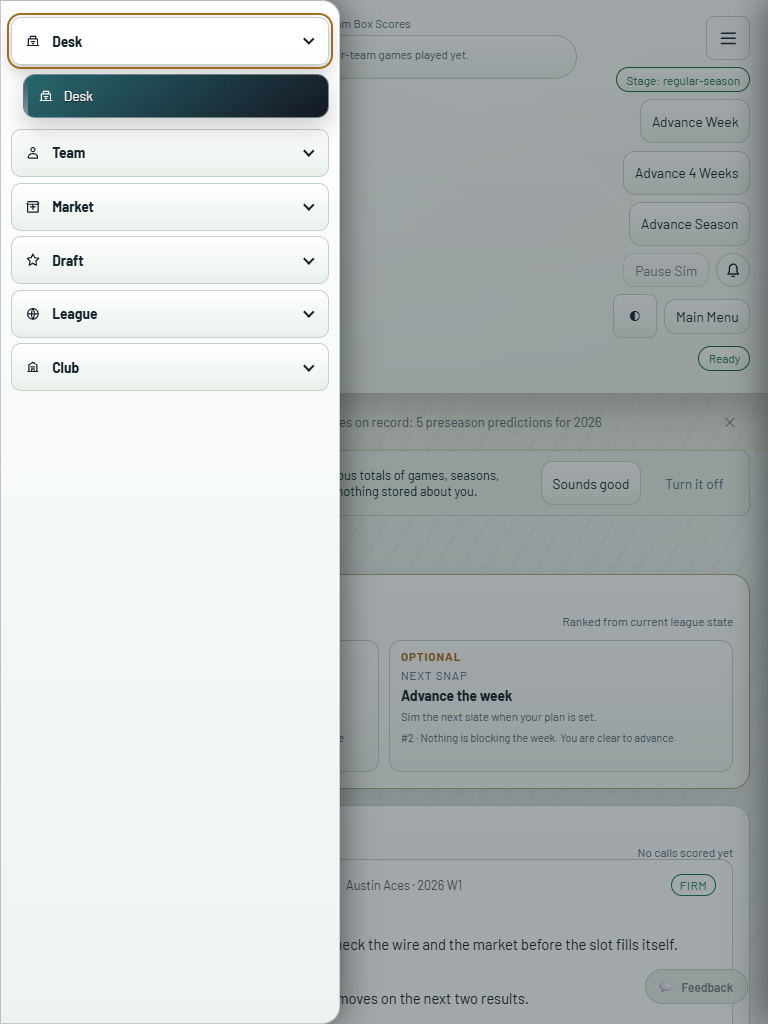 Desk
Desk
Team
Market
Draft
League
Club
m Box Scores
r-team games played yet.
Stage: regular-season
Advance Week
Advance 4 Weeks
Advance Season
Pause Sim
Main Menu
Ready
es on record: 5 preseason predictions for 2026
ous totals of games, seasons,
nothing stored about you.
Sounds good
Turn it off
Ranked from current league state
OPTIONAL
NEXT SNAP
Advance the week
Sim the next slate when your plan is set.
#2 · Nothing is blocking the week. You are clear to advance.
No calls scored yet
Austin Aces · 2026 W1
FIRM
heck the wire and the market before the slot fills itself.
moves on the next two results.
Feedback